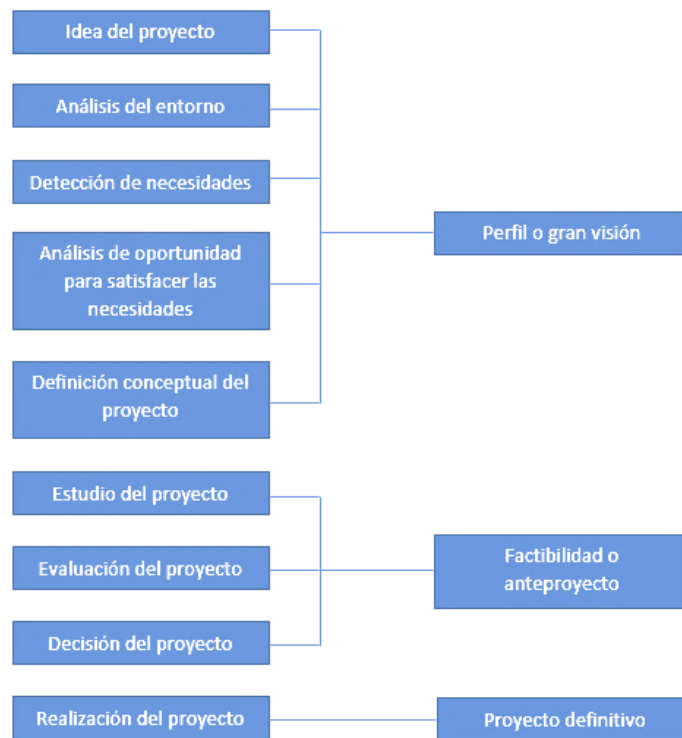 Idea del proyecto
Análisis del entorno
Detección de necesidades
Análisis de oportunidad
para satisfacer las
necesidades
Definición conceptual del
proyecto
Perfil o gran visión
Estudio del proyecto
Evaluación del proyecto
Decisión del proyecto
Factibilidad o
anteproyecto
Realización del proyecto
Proyecto definitivo